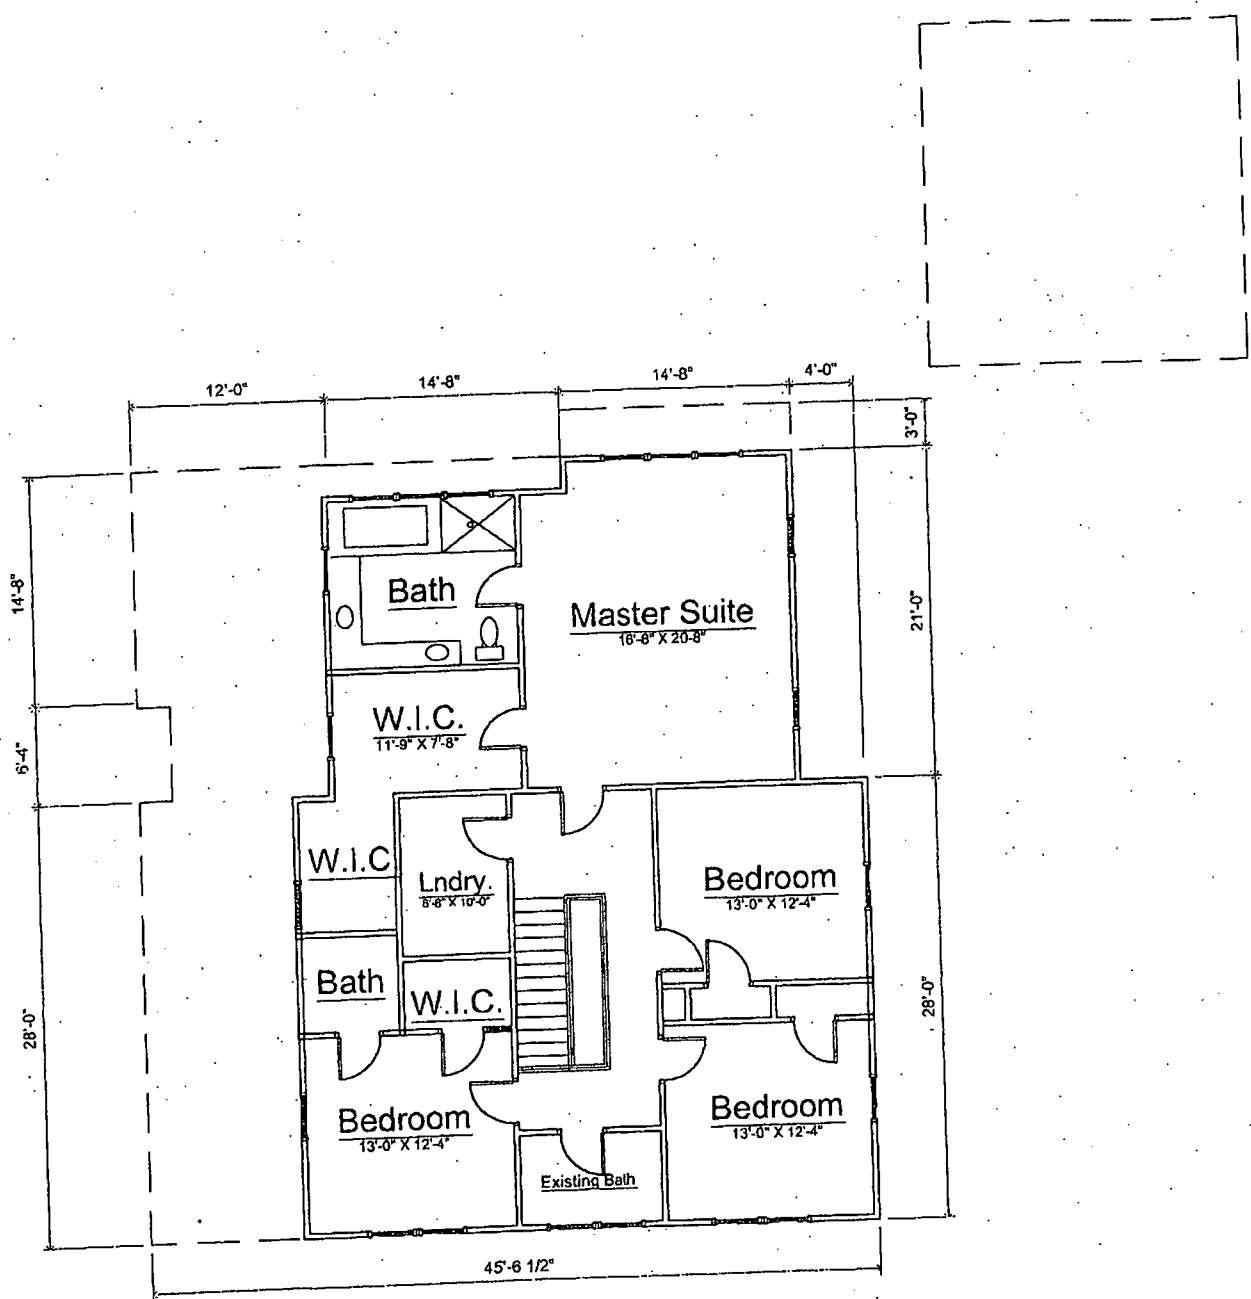 12'-0"
14'-8"
14'-8"
4'-0"
3'-0"
14'-8"
Bath
Master Suite
16'-8" X 20'-8"
21'-0"
W.I.C.
11'-9" X 7'-8"
6'-4"
W.I.C
Lndry.
6'-8" X 10'-0"
Bedroom
13'-0" X 12'-4"
Bath
W.I.C.
28'-0"
28'-0"
Bedroom
13'-0" X 12'-4"
Bedroom
13'-0" X 12'-4"
Existing Bath
45'-6 1/2"